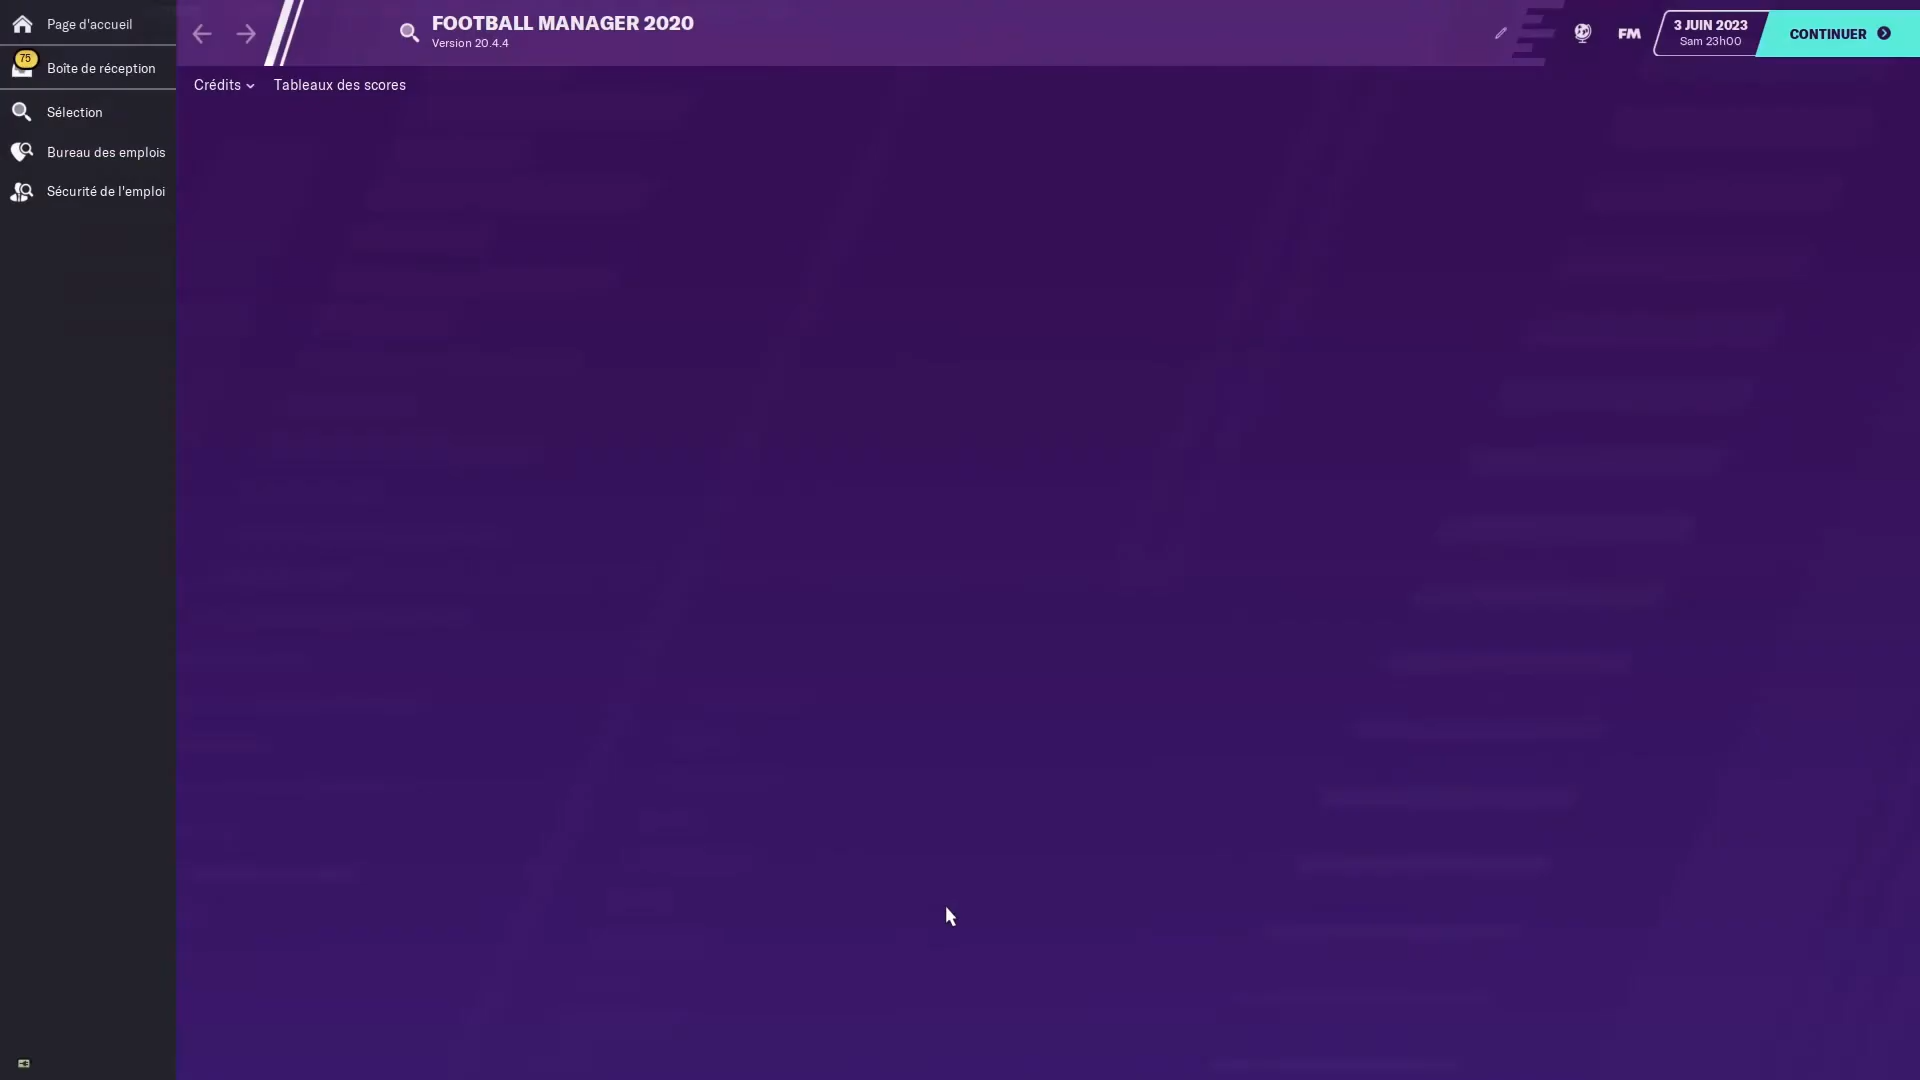 Page d'accueil
75
Boîte de réception
Sélection
Bureau des emplois
Sécurité de l'emploi
FOOTBALL MANAGER 2020
Version 20.4.4
FM
3 JUIN 2023
Sam 23h00
CONTINUER
Crédits
Tableaux des scores